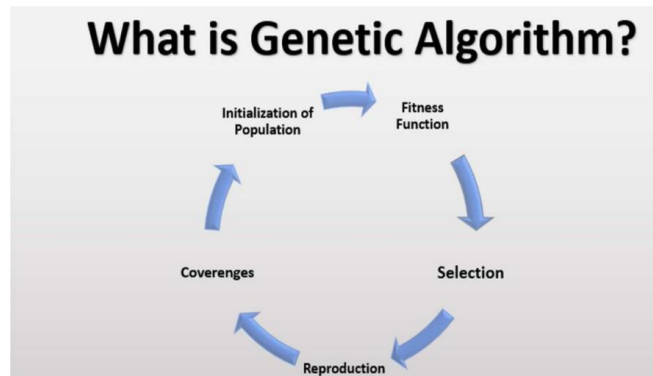 What is Genetic Algorithm?
Initialization of
Population
Fitness
Function
Selection
Reproduction
Coverenges